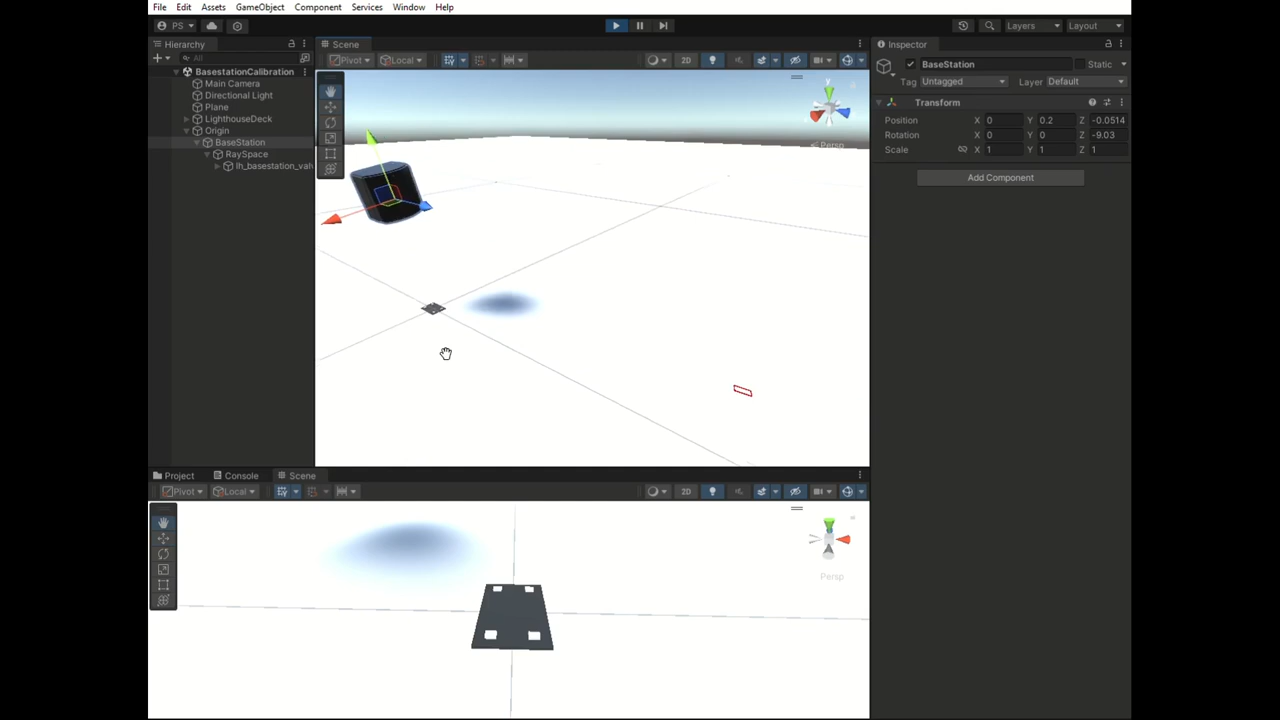 File Edit Assets GameObject Component Services Window Help
PS Layers Layout
Hierarchy Scene Inspector
All Pivot Local 2D BaseStation Static
BasestationCalibration Tag Untagged Layer Default
Main Camera
Directional Light Transform
Plane
LighthouseDeck Position X 0 Y 0.2 Z -0.0514
Origin Rotation X 0 Y 0 Z -9.03
BaseStation y Persp Scale X 1 Y 1 Z 1
RaySpace
lh_basestation_valv
Add Component
Project Console Scene
Pivot Local 2D
Persp